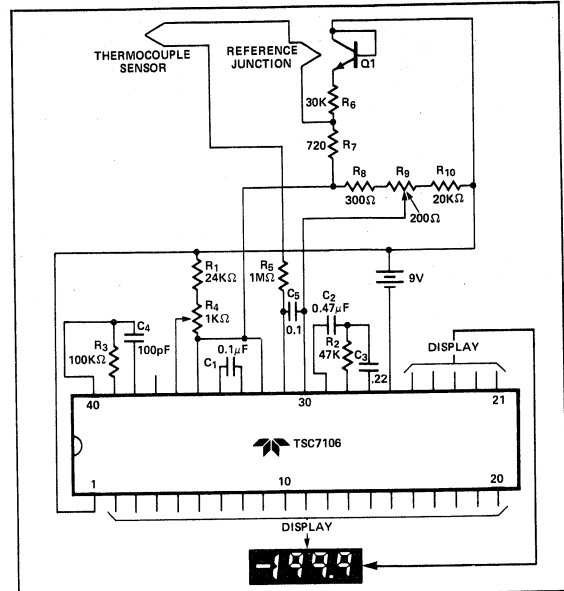 THERMOCOUPLE
SENSOR
REFERENCE
JUNCTION
Q1
30K R6
720 R7
R8
300Ω
R9
200Ω
R10
20KΩ
R1
24KΩ
R5
1MΩ
9V
R4
1KΩ
C5
0.1
C2
0.47μF
C4
100pF
R3
100KΩ
0.1μF
C1
R2
47K
C3
.22
DISPLAY
40
30
21
TSC7106
1
10
20
DISPLAY
-199.9